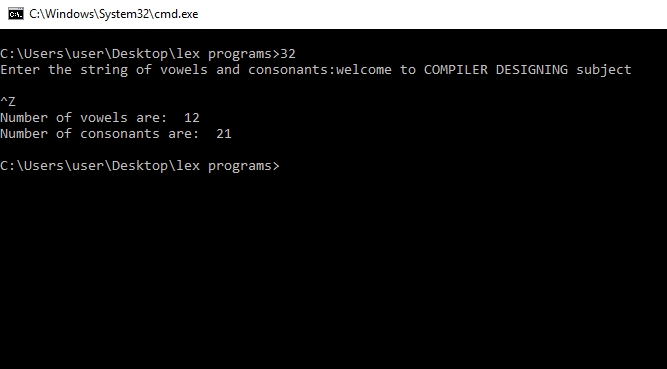 C:\Windows\System32\cmd.exe
C:\Users\user\Desktop\lex programs>32
Enter the string of vowels and consonants:welcome to COMPILER DESIGNING subject
^Z
Number of vowels are:  12
Number of consonants are:  21
C:\Users\user\Desktop\lex programs>